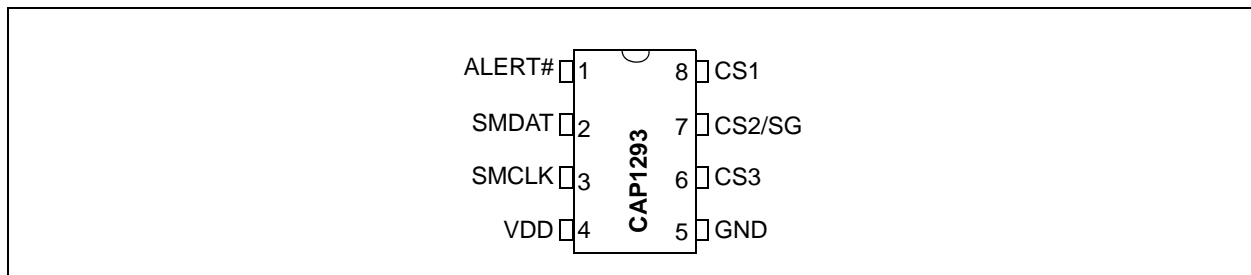 ALERT# 1 8 CS1
SMDAT 2 7 CS2/SG
SMCLK 3 6 CS3
VDD 4 5 GND
CAP1293